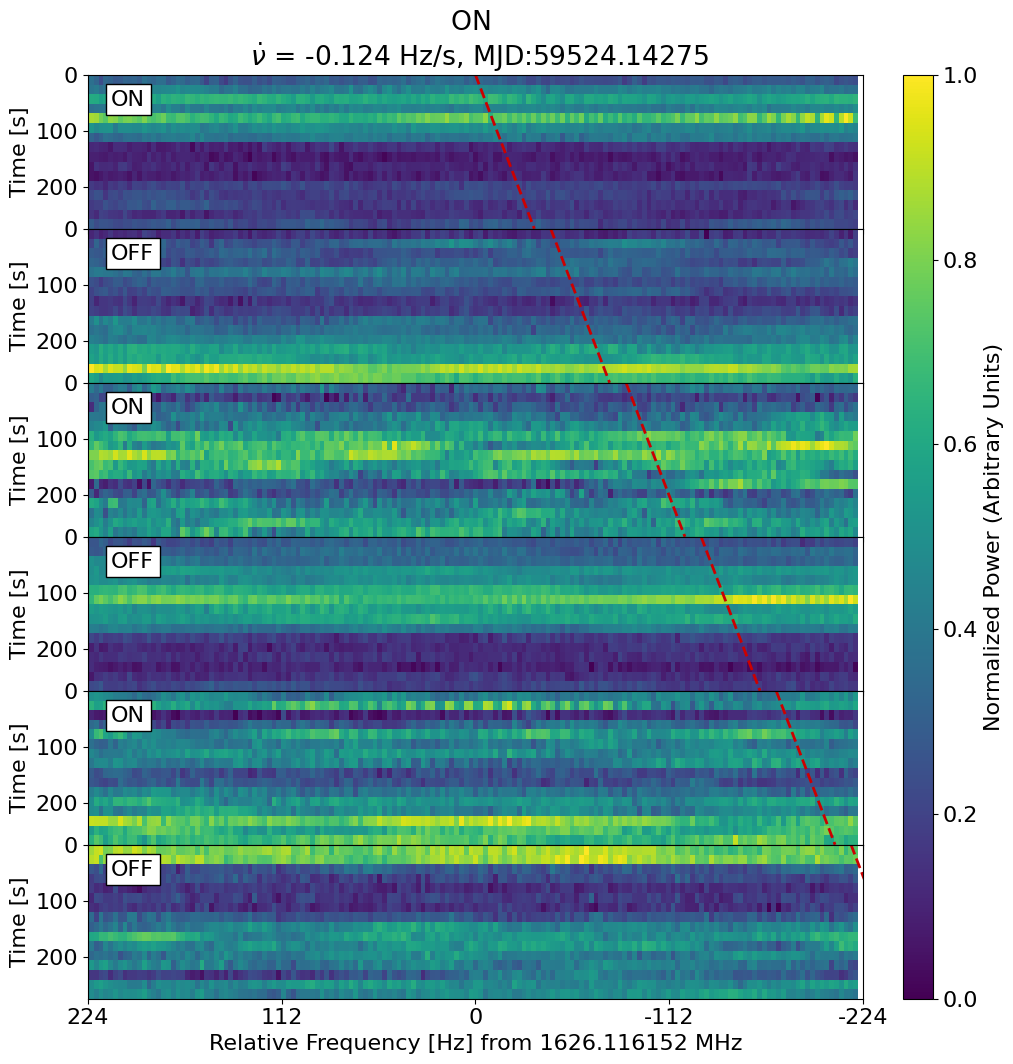 ON
ν̇ = -0.124 Hz/s, MJD:59524.14275
0
ON
100
200
Time [s]
0
OFF
100
200
Time [s]
0
ON
100
200
Time [s]
0
OFF
100
200
Time [s]
0
ON
100
200
Time [s]
0
OFF
100
200
Time [s]
224 112 0 -112 -224
Relative Frequency [Hz] from 1626.116152 MHz
1.0
0.8
0.6
0.4
0.2
0.0
Normalized Power (Arbitrary Units)